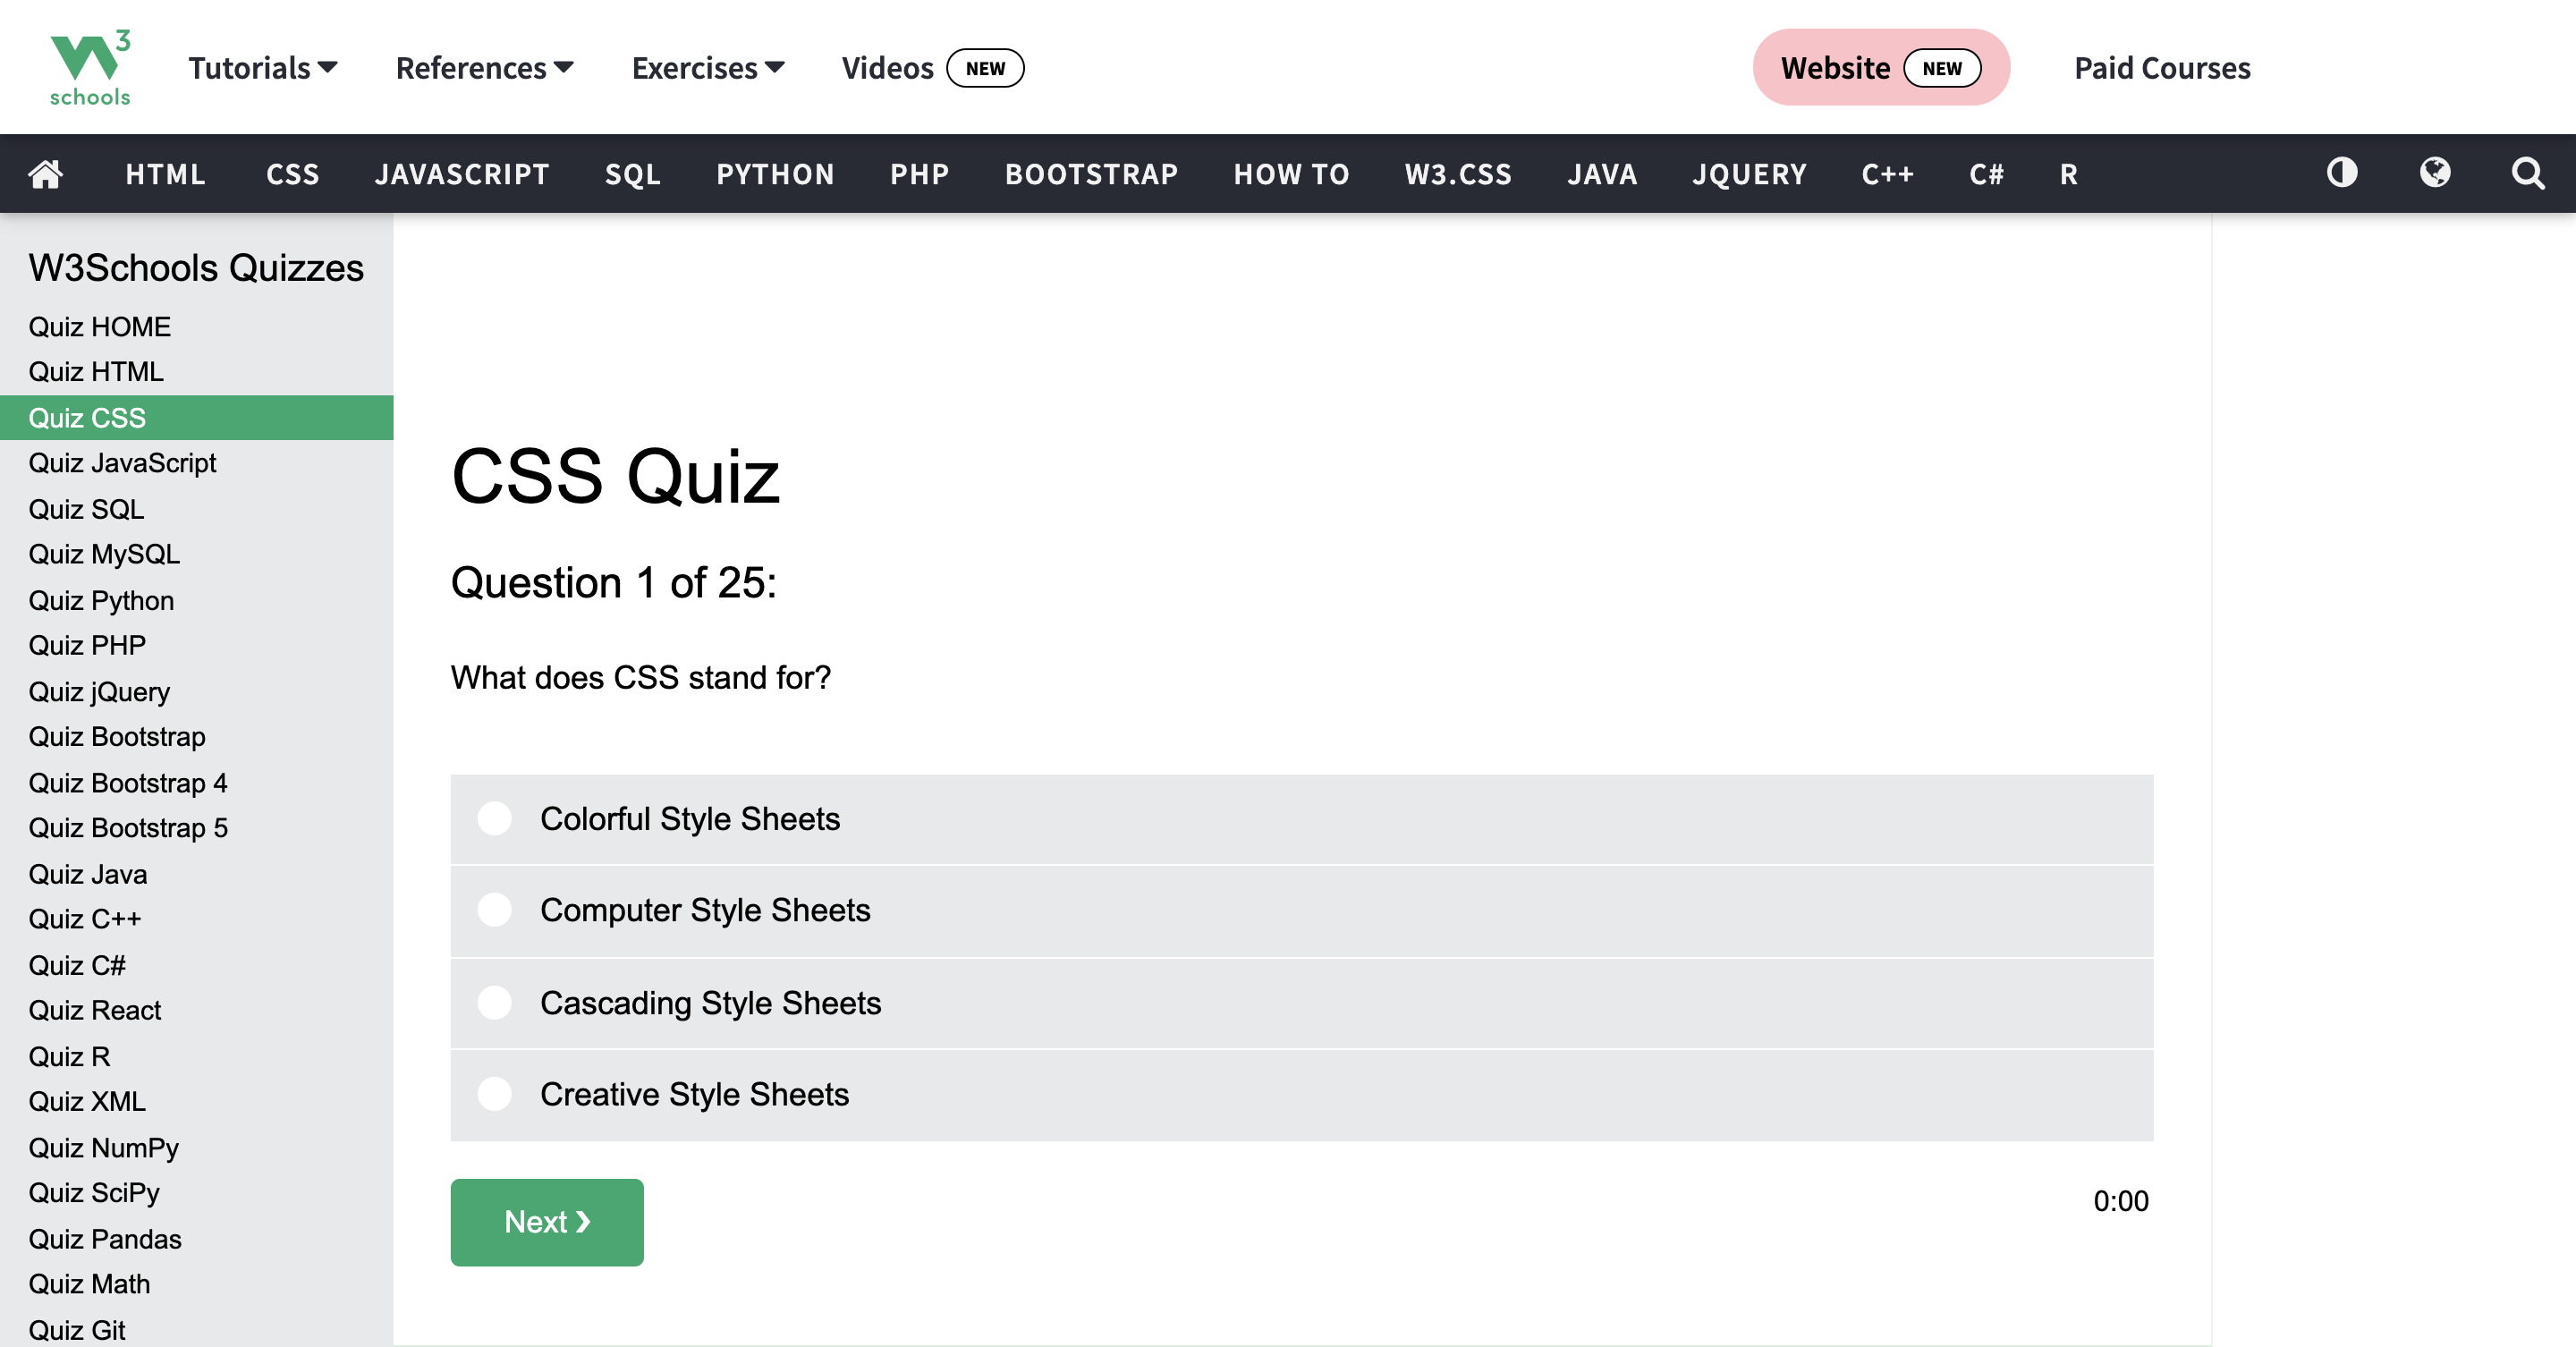 W3 schools
Tutorials References Exercises Videos NEW Website NEW Paid Courses
HTML CSS JAVASCRIPT SQL PYTHON PHP BOOTSTRAP HOW TO W3.CSS JAVA JQUERY C++ C# R
W3Schools Quizzes
Quiz HOME
Quiz HTML
Quiz CSS
Quiz JavaScript
Quiz SQL
Quiz MySQL
Quiz Python
Quiz PHP
Quiz jQuery
Quiz Bootstrap
Quiz Bootstrap 4
Quiz Bootstrap 5
Quiz Java
Quiz C++
Quiz C#
Quiz React
Quiz R
Quiz XML
Quiz NumPy
Quiz SciPy
Quiz Pandas
Quiz Math
Quiz Git
CSS Quiz
Question 1 of 25:
What does CSS stand for?
Colorful Style Sheets
Computer Style Sheets
Cascading Style Sheets
Creative Style Sheets
Next ❯
0:00